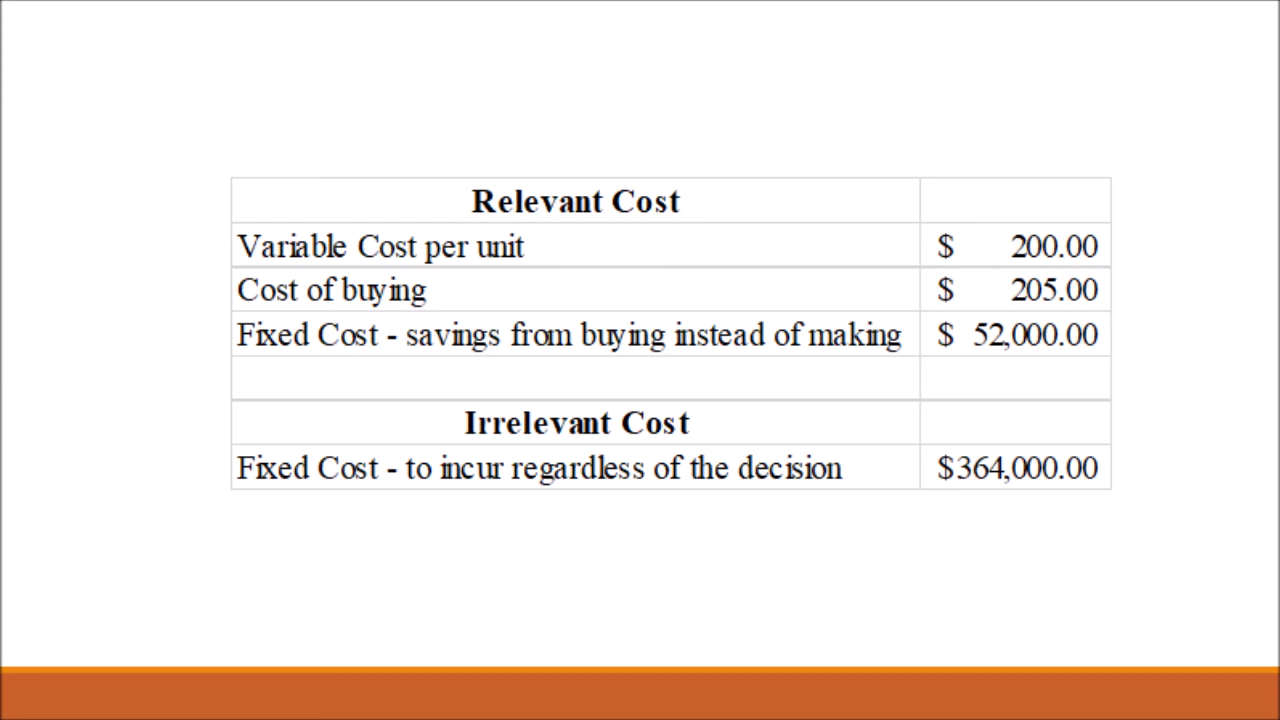 Relevant Cost
Variable Cost per unit $ 200.00
Cost of buying $ 205.00
Fixed Cost - savings from buying instead of making $ 52,000.00
Irrelevant Cost
Fixed Cost - to incur regardless of the decision $364,000.00